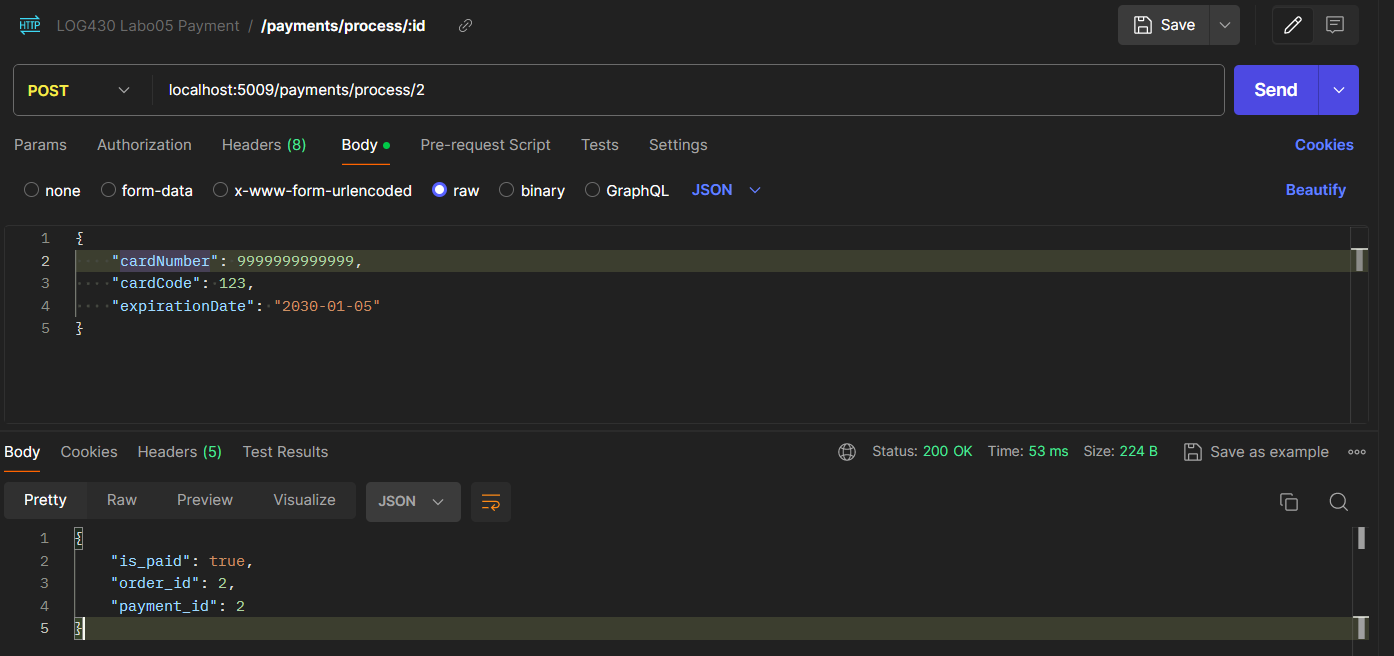 HTTP LOG430 Labo05 Payment / /payments/process/:id Save
POST localhost:5009/payments/process/2 Send
Params Authorization Headers (8) Body Pre-request Script Tests Settings Cookies
none form-data x-www-form-urlencoded raw binary GraphQL JSON Beautify
1 {
2 "cardNumber": 9999999999999,
3 "cardCode": 123,
4 "expirationDate": "2030-01-05"
5 }
Body Cookies Headers (5) Test Results Status: 200 OK Time: 53 ms Size: 224 B Save as example
Pretty Raw Preview Visualize JSON
1 {
2 "is_paid": true,
3 "order_id": 2,
4 "payment_id": 2
5 }